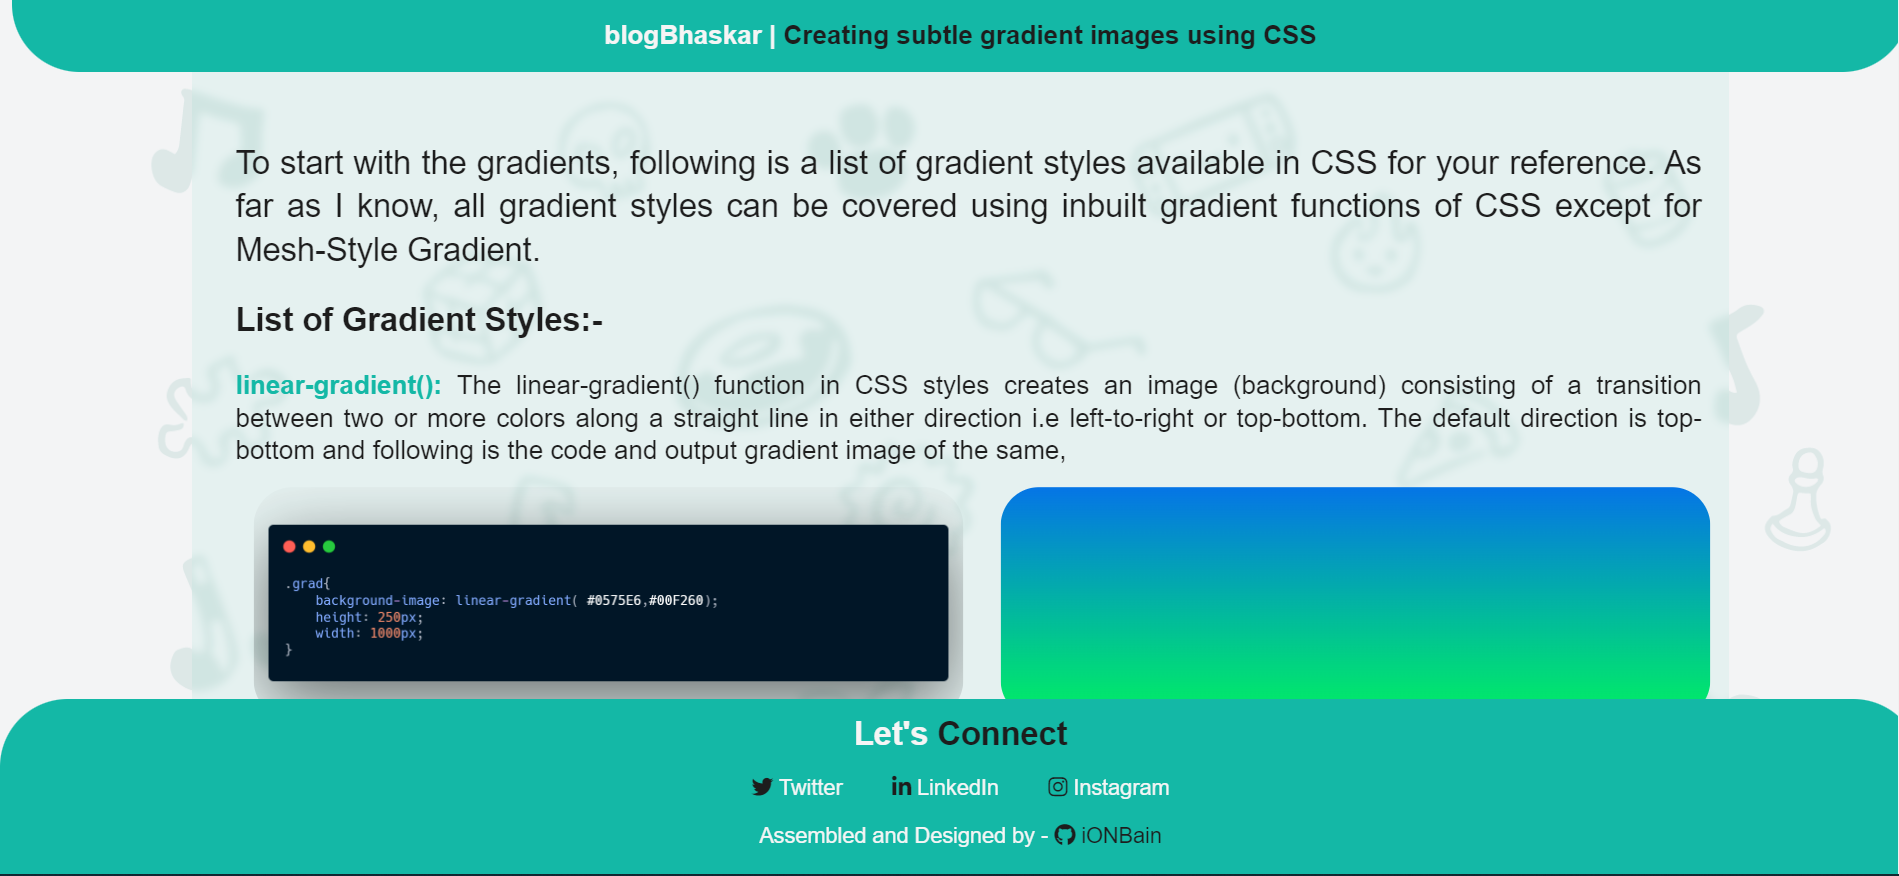 blogBhaskar | Creating subtle gradient images using CSS
To start with the gradients, following is a list of gradient styles available in CSS for your reference. As
far as I know, all gradient styles can be covered using inbuilt gradient functions of CSS except for
Mesh-Style Gradient.
List of Gradient Styles:-
linear-gradient(): The linear-gradient() function in CSS styles creates an image (background) consisting of a transition
between two or more colors along a straight line in either direction i.e left-to-right or top-bottom. The default direction is top-
bottom and following is the code and output gradient image of the same,
.grad{
background-image: linear-gradient( #0575E6,#00F260);
height: 250px;
width: 1000px;
}
Let's Connect
Twitter LinkedIn Instagram
Assembled and Designed by - iONBain